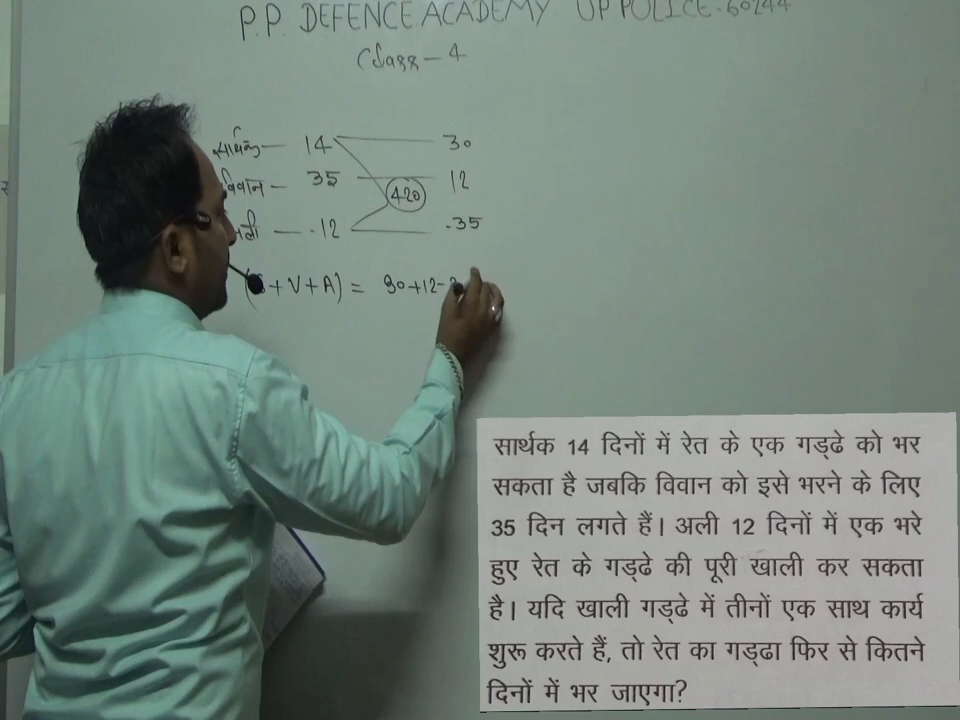 P.P. DEFENCE ACADEMY UP POLICE-60244
Class-4
सार्थक — 14 30
विवान — 35 12
420
— -12 -35
+V+A) = 30+12-
सार्थक 14 दिनों में रेत के एक गड्ढे को भर
सकता है जबकि विवान को इसे भरने के लिए
35 दिन लगते हैं। अली 12 दिनों में एक भरे
हुए रेत के गड्ढे की पूरी खाली कर सकता
है। यदि खाली गड्ढे में तीनों एक साथ कार्य
शुरू करते हैं, तो रेत का गड्ढा फिर से कितने
दिनों में भर जाएगा?